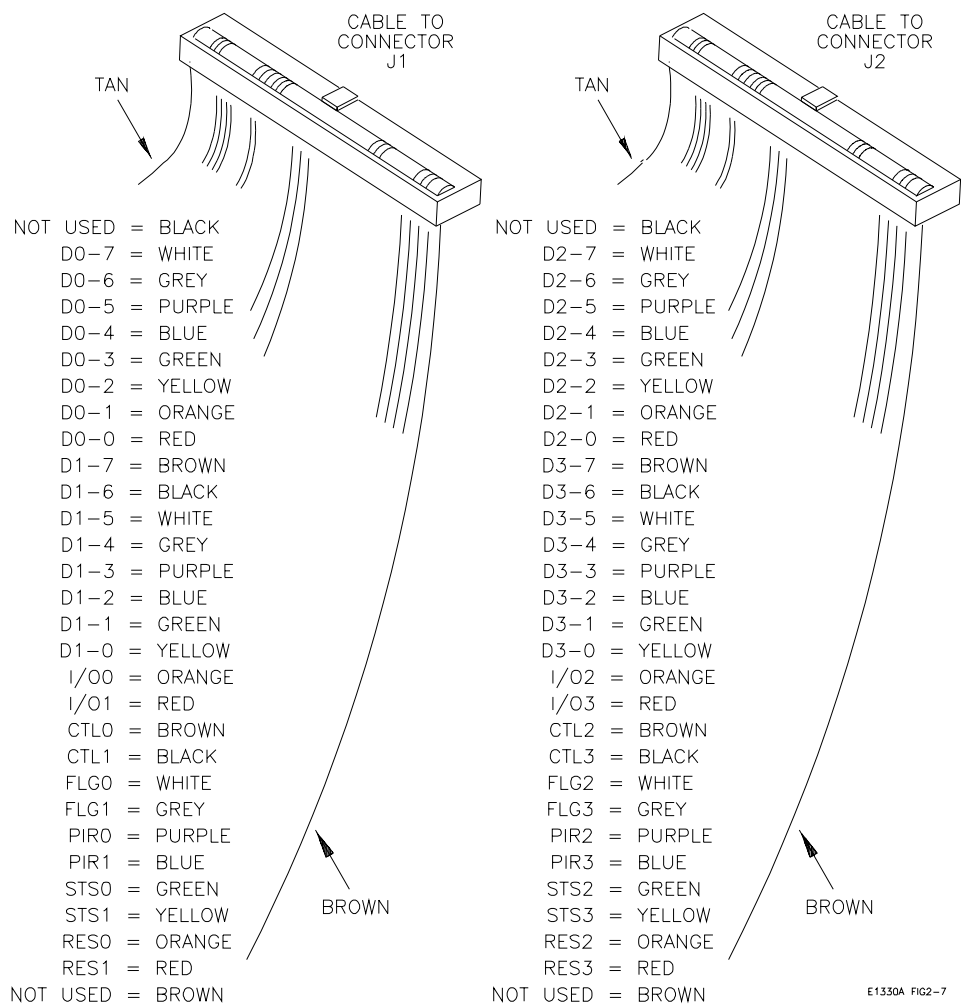 CABLE TO
CONNECTOR
J1
TAN
NOT USED = BLACK
D0-7 = WHITE
D0-6 = GREY
D0-5 = PURPLE
D0-4 = BLUE
D0-3 = GREEN
D0-2 = YELLOW
D0-1 = ORANGE
D0-0 = RED
D1-7 = BROWN
D1-6 = BLACK
D1-5 = WHITE
D1-4 = GREY
D1-3 = PURPLE
D1-2 = BLUE
D1-1 = GREEN
D1-0 = YELLOW
I/O0 = ORANGE
I/O1 = RED
CTL0 = BROWN
CTL1 = BLACK
FLG0 = WHITE
FLG1 = GREY
PIR0 = PURPLE
PIR1 = BLUE
STS0 = GREEN
STS1 = YELLOW
RES0 = ORANGE
RES1 = RED
NOT USED = BROWN
BROWN
CABLE TO
CONNECTOR
J2
TAN
NOT USED = BLACK
D2-7 = WHITE
D2-6 = GREY
D2-5 = PURPLE
D2-4 = BLUE
D2-3 = GREEN
D2-2 = YELLOW
D2-1 = ORANGE
D2-0 = RED
D3-7 = BROWN
D3-6 = BLACK
D3-5 = WHITE
D3-4 = GREY
D3-3 = PURPLE
D3-2 = BLUE
D3-1 = GREEN
D3-0 = YELLOW
I/O2 = ORANGE
I/O3 = RED
CTL2 = BROWN
CTL3 = BLACK
FLG2 = WHITE
FLG3 = GREY
PIR2 = PURPLE
PIR3 = BLUE
STS2 = GREEN
STS3 = YELLOW
RES2 = ORANGE
RES3 = RED
NOT USED = BROWN
BROWN
E1330A FIG2-7